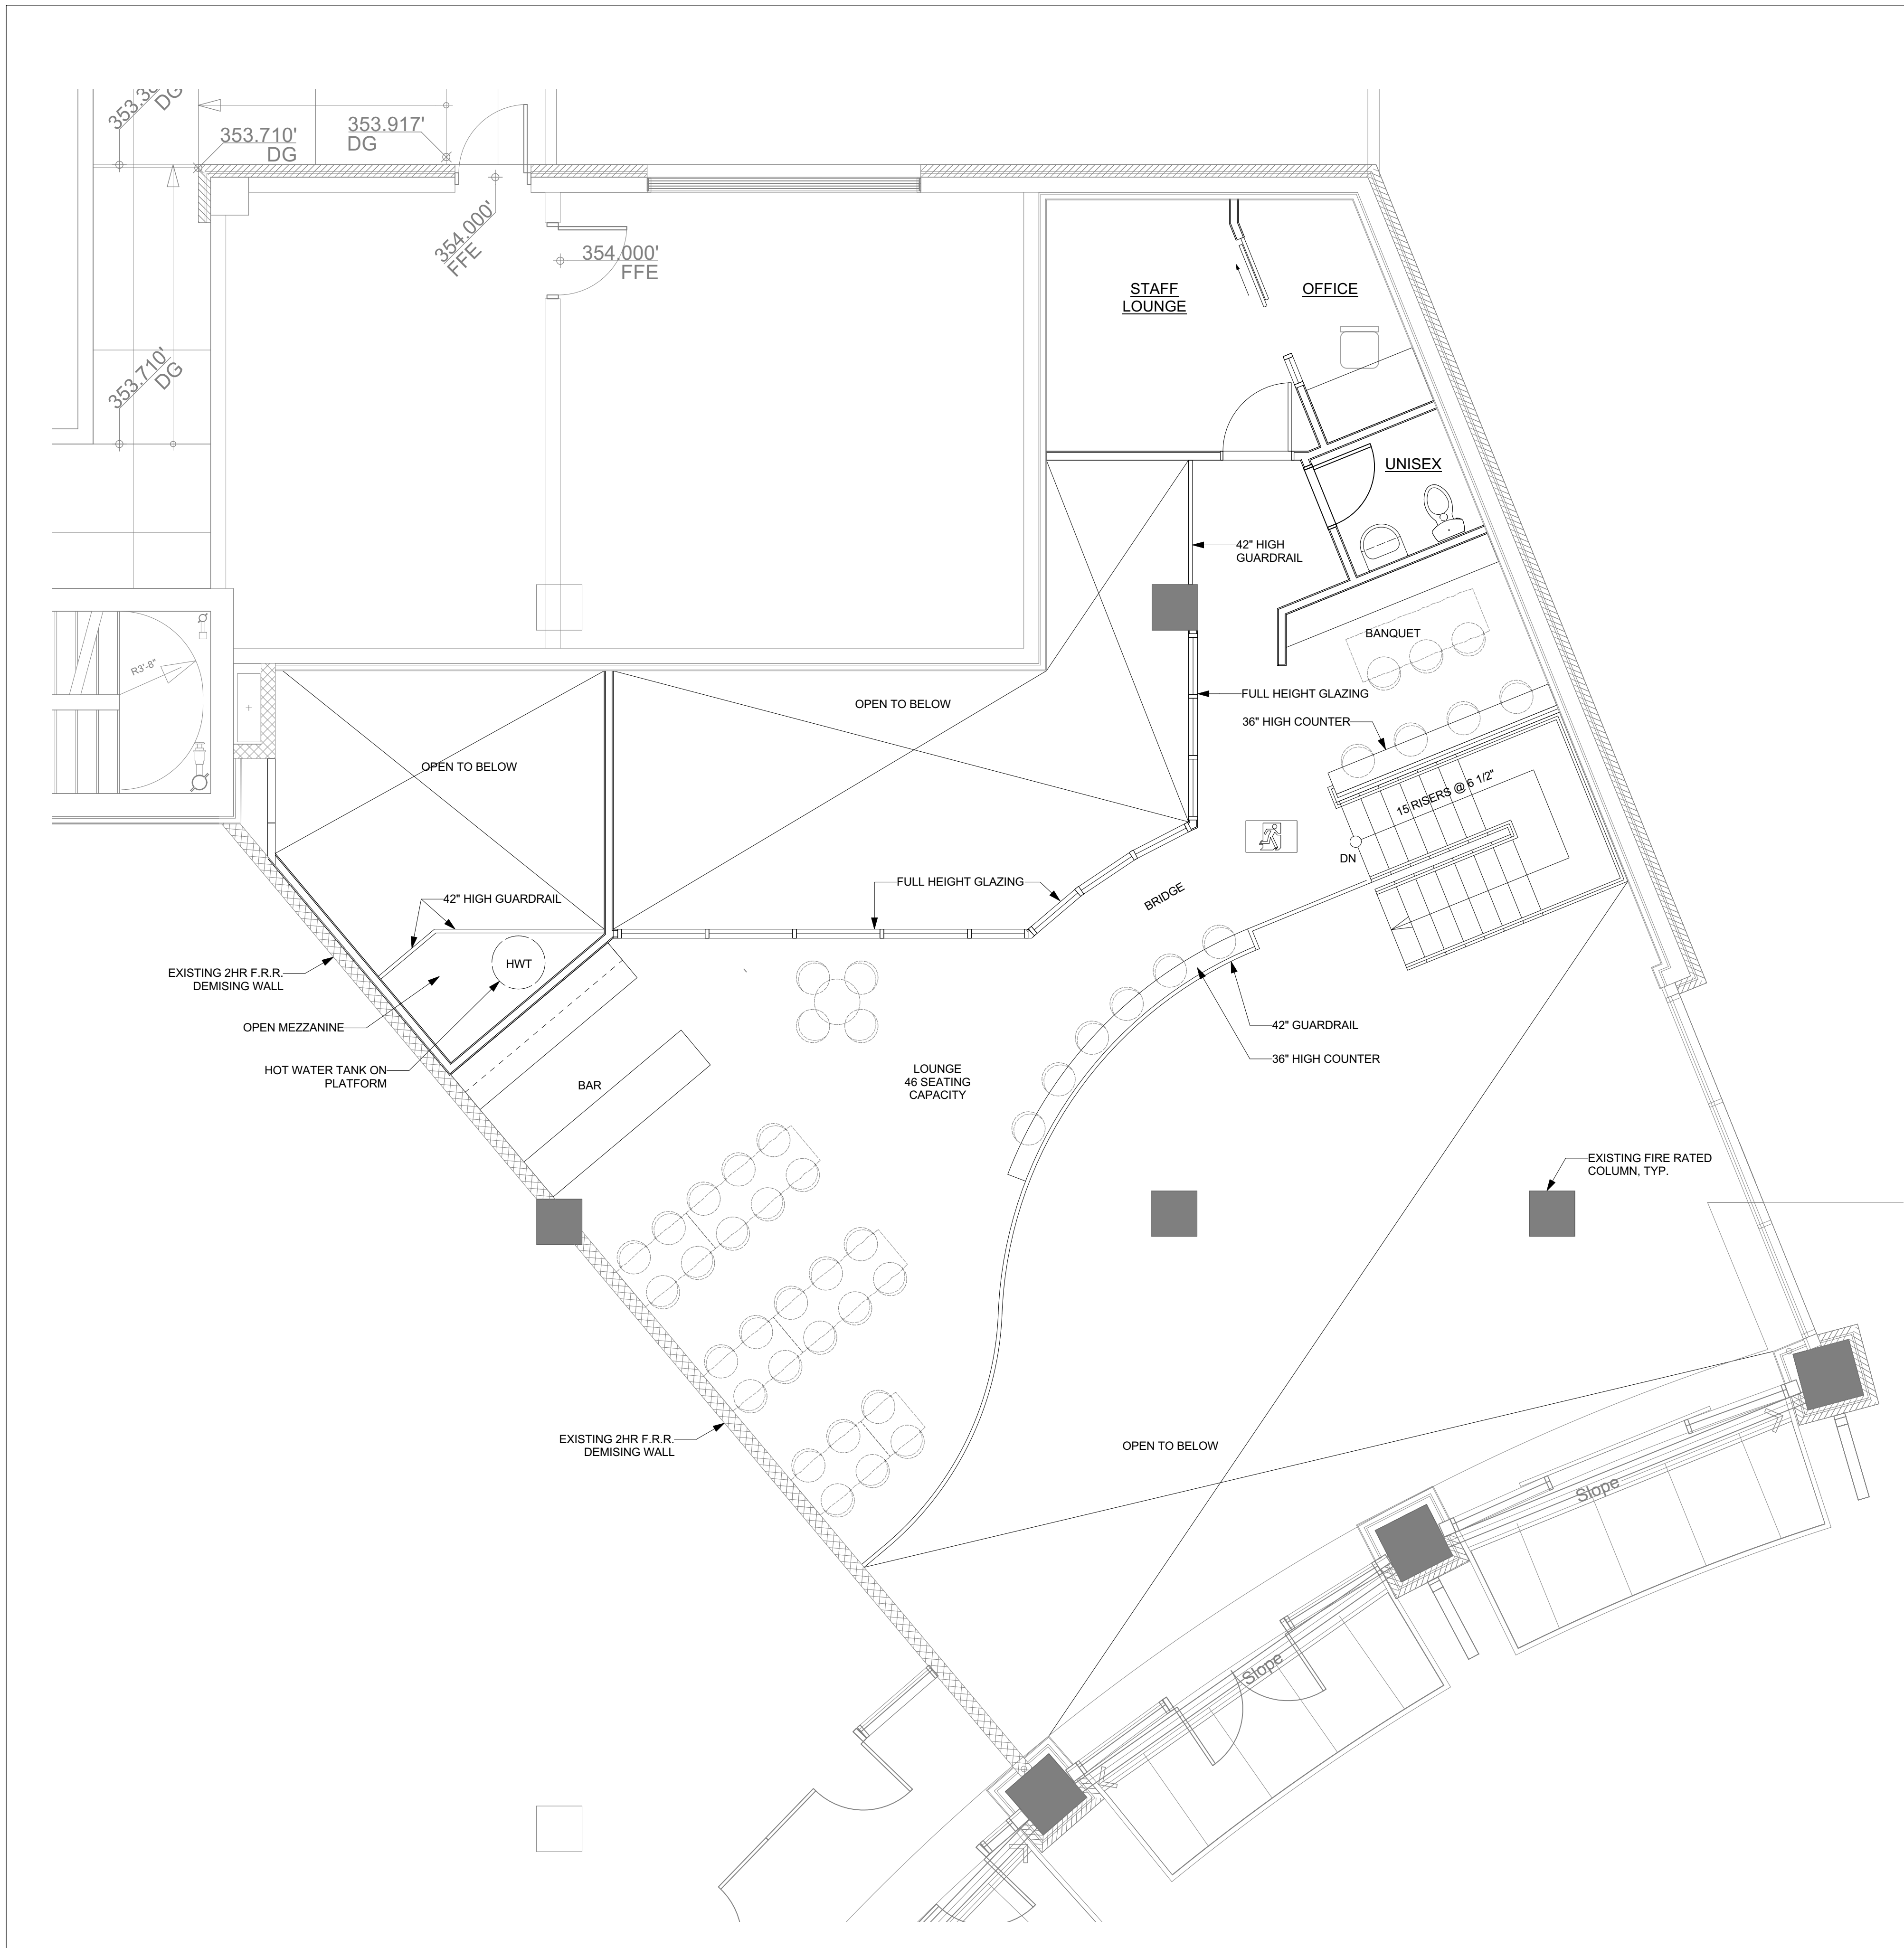 353.710'
DG
353.917'
DG
354.000'
FFE
354.000'
FFE
353.710'
DG
STAFF
LOUNGE
OFFICE
UNISEX
42" HIGH
GUARDRAIL
BANQUET
R3'-8"
FULL HEIGHT GLAZING
OPEN TO BELOW
36" HIGH COUNTER
OPEN TO BELOW
15 RISERS @ 6 1/2"
DN
FULL HEIGHT GLAZING
BRIDGE
42" HIGH GUARDRAIL
HWT
EXISTING 2HR F.R.R.
DEMISING WALL
OPEN MEZZANINE
42" GUARDRAIL
36" HIGH COUNTER
HOT WATER TANK ON
PLATFORM
BAR
LOUNGE
46 SEATING
CAPACITY
EXISTING FIRE RATED
COLUMN, TYP.
EXISTING 2HR F.R.R.
DEMISING WALL
OPEN TO BELOW
Slope
Slope